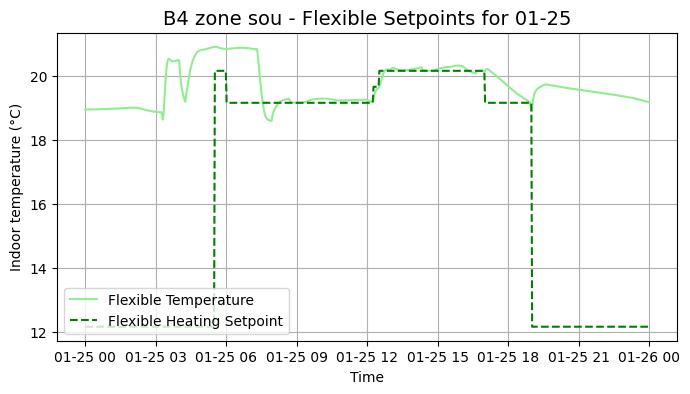 B4 zone sou - Flexible Setpoints for 01-25
Indoor temperature (°C)
20
18
16
14
12
Flexible Temperature
Flexible Heating Setpoint
01-25 00 01-25 03 01-25 06 01-25 09 01-25 12 01-25 15 01-25 18 01-25 21 01-26 00
Time